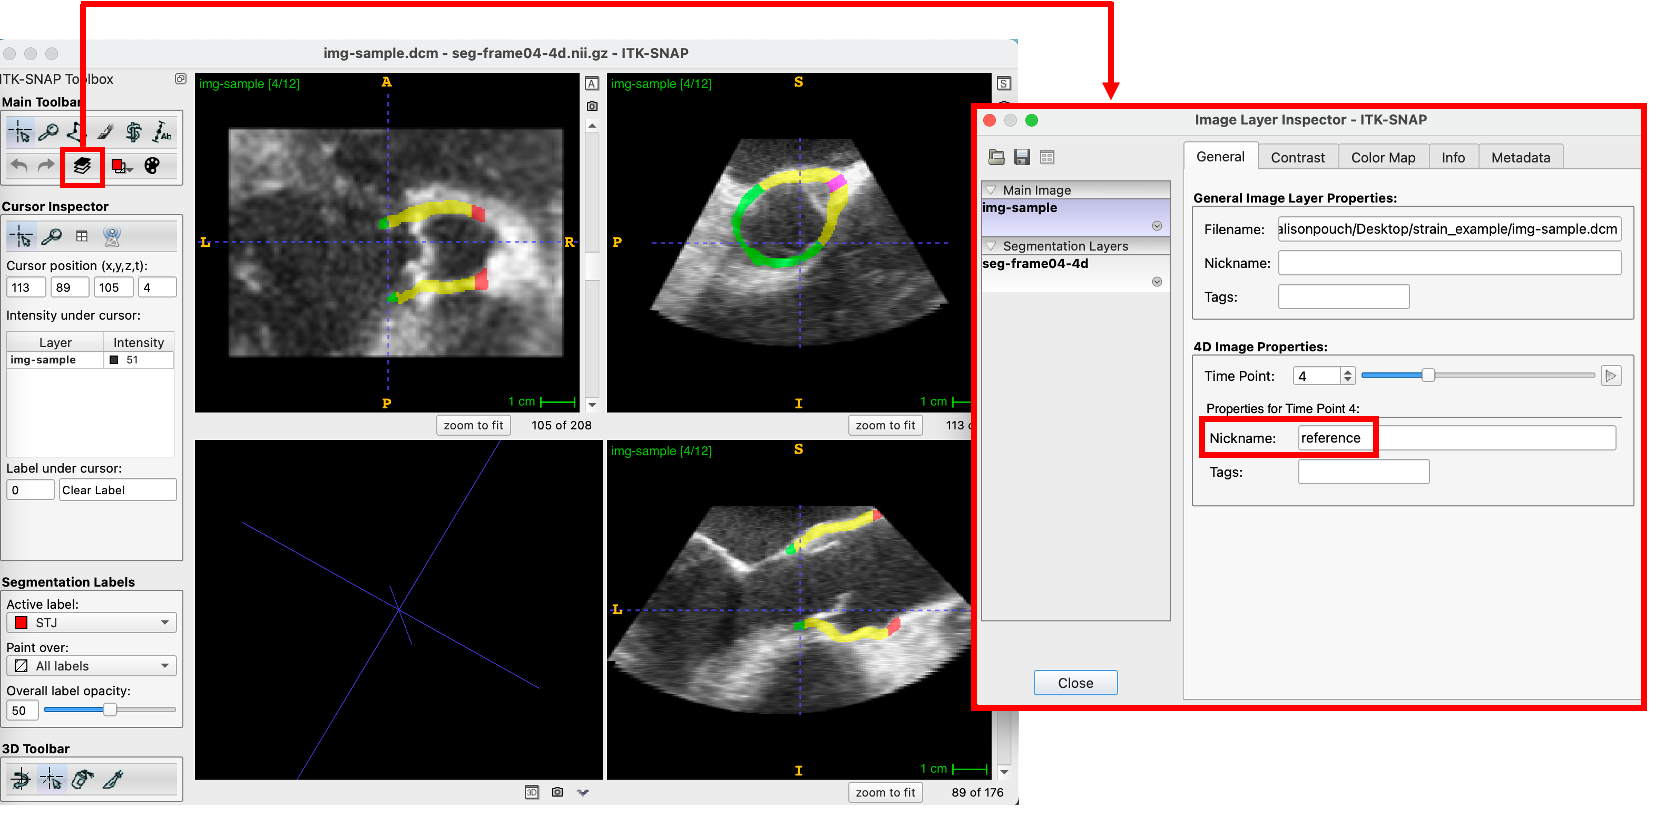 img-sample.dcm - seg-frame04-4d.nii.gz - ITK-SNAP
ITK-SNAP Toolbox
Main Toolbar
Cursor Inspector
Cursor position (x,y,z,t):
113 89 105 4
Intensity under cursor:
Layer Intensity
img-sample 51
Label under cursor:
0 Clear Label
Segmentation Labels
Active label:
STJ
Paint over:
All labels
Overall label opacity:
50
3D Toolbar
img-sample [4/12]
A
L
R
P
1 cm
zoom to fit 105 of 208
A
img-sample [4/12]
S
P
I
1 cm
zoom to fit 113
S
3D
img-sample [4/12]
S
L
I
1 cm
zoom to fit 89 of 176
Image Layer Inspector - ITK-SNAP
Main Image
img-sample
Segmentation Layers
seg-frame04-4d
Close
General Contrast Color Map Info Metadata
General Image Layer Properties:
Filename: alisonpouch/Desktop/strain_example/img-sample.dcm
Nickname:
Tags:
4D Image Properties:
Time Point: 4
Properties for Time Point 4:
Nickname: reference
Tags: